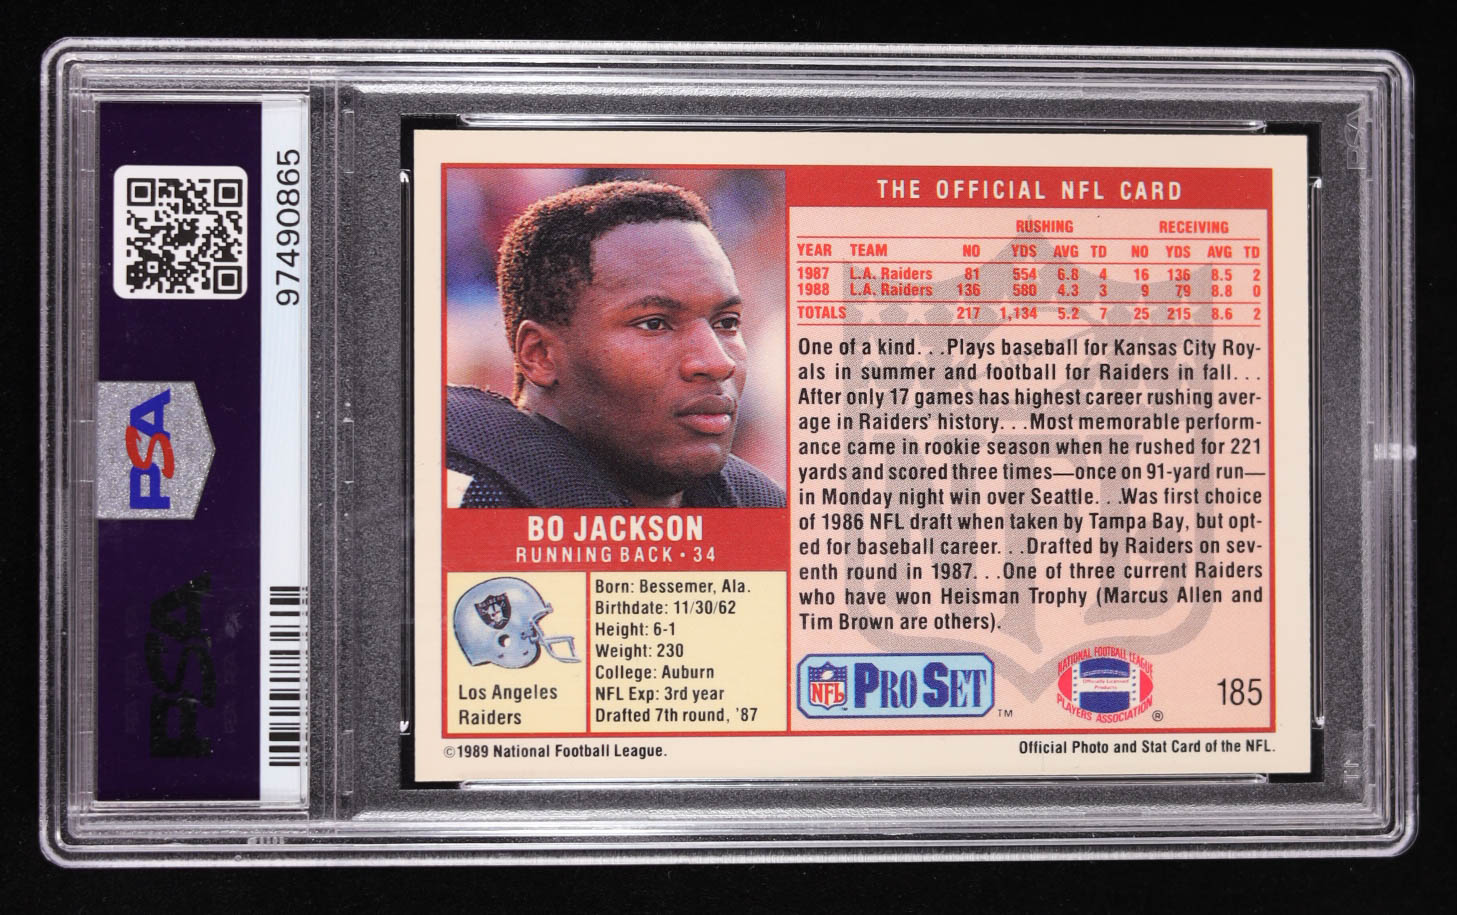 97490865
PSA
PSA
THE OFFICIAL NFL CARD
RUSHING RECEIVING
YEAR TEAM NO YDS AVG TD NO YDS AVG TD
1987 L.A. Raiders 81 554 6.8 4 16 136 8.5 2
1988 L.A. Raiders 136 580 4.3 3 9 79 8.8 0
TOTALS 217 1,134 5.2 7 25 215 8.6 2
One of a kind. . .Plays baseball for Kansas City Roy-
als in summer and football for Raiders in fall. . .
After only 17 games has highest career rushing aver-
age in Raiders' history. . .Most memorable perform-
ance came in rookie season when he rushed for 221
yards and scored three times—once on 91-yard run—
in Monday night win over Seattle. . .Was first choice
of 1986 NFL draft when taken by Tampa Bay, but opt-
ed for baseball career. . .Drafted by Raiders on sev-
enth round in 1987. . .One of three current Raiders
who have won Heisman Trophy (Marcus Allen and
Tim Brown are others).
BO JACKSON
RUNNING BACK • 34
Los Angeles
Raiders
Born: Bessemer, Ala.
Birthdate: 11/30/62
Height: 6-1
Weight: 230
College: Auburn
NFL Exp: 3rd year
Drafted 7th round, '87
NFL PRO SET ™
NATIONAL FOOTBALL LEAGUE
Officially Licensed
Products
PLAYERS ASSOCIATION ®
185
©1989 National Football League.
Official Photo and Stat Card of the NFL.